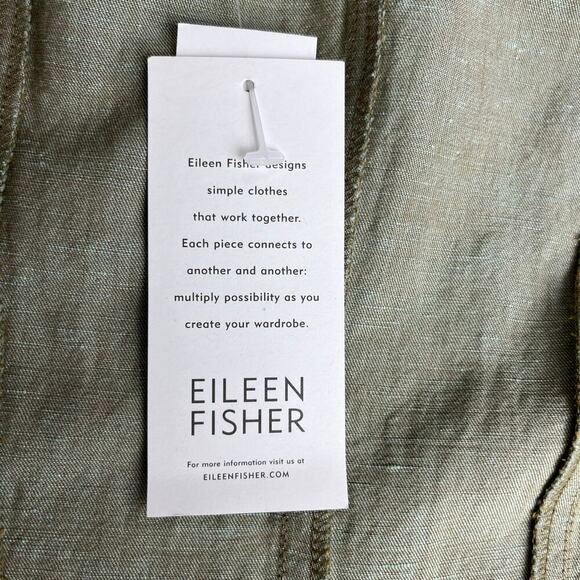 Eileen Fisher designs
simple clothes
that work together.
Each piece connects to
another and another:
multiply possibility as you
create your wardrobe.
EILEEN
FISHER
For more information visit us at
EILEENFISHER.COM